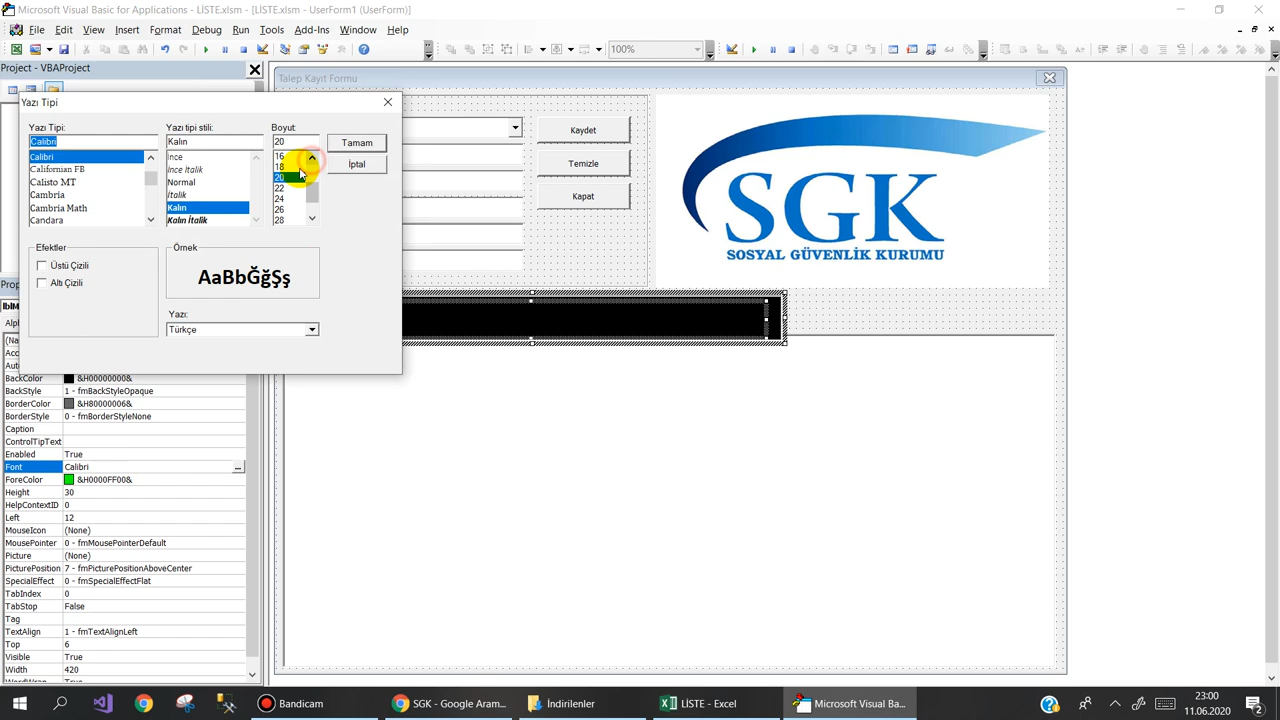 Microsoft Visual Basic for Applications - LİSTE.xlsm - [LİSTE.xlsm - UserForm1 (UserForm)]
File Edit View Insert Format Debug Run Tools Add-Ins Window Help
100%
Project - VBAProject
Talep Kayıt Formu
Yazı Tipi
Yazı Tipi: Yazı tipi stili: Boyut:
Calibri Kalın 20 Tamam
İptal
Calibri
Californian FB
Calisto MT
Cambria
Cambria Math
Candara
İnce
İnce İtalik
Normal
İtalik
Kalın
Kalın İtalik
16
18
20
22
24
26
28
Efektler
Üstü Çizili
Altı Çizili
Örnek
AaBbĞğŞş
Yazı:
Türkçe
Kaydet
Temizle
Kapat
SGK
SOSYAL GÜVENLİK KURUMU
BackColor &H00000000&
BackStyle 1 - fmBackStyleOpaque
BorderColor &H80000006&
BorderStyle 0 - fmBorderStyleNone
Caption
ControlTipText
Enabled True
Font Calibri ...
ForeColor &H0000FF00&
Height 30
HelpContextID 0
Left 12
MouseIcon (None)
MousePointer 0 - fmMousePointerDefault
Picture (None)
PicturePosition 7 - fmPicturePositionAboveCenter
SpecialEffect 0 - fmSpecialEffectFlat
TabIndex 0
TabStop False
Tag
TextAlign 1 - fmTextAlignLeft
Top 6
Visible True
Width 420
Bandicam
SGK - Google Aram...
İndirilenler
LİSTE - Excel
Microsoft Visual Ba...
23:00
11.06.2020